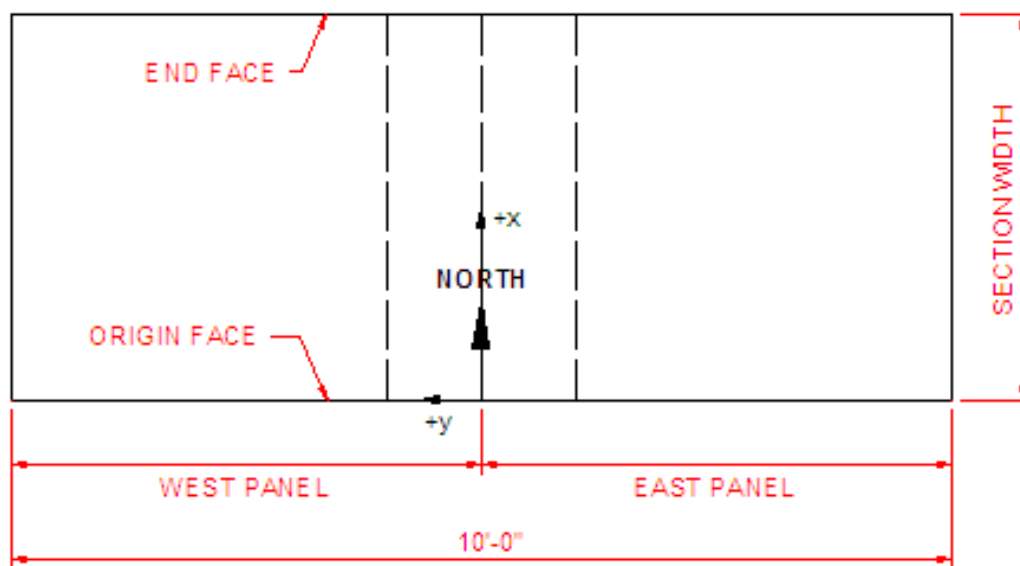 END FACE
+x
NORTH
SECTION WIDTH
ORIGIN FACE
+y
WEST PANEL
EAST PANEL
10'-0"